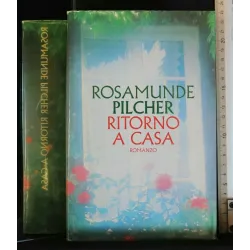 ROSAMUNDE PILCHER RITORNO A CASA
ROSAMUNDE
PILCHER
RITORNO
A CASA
ROMANZO